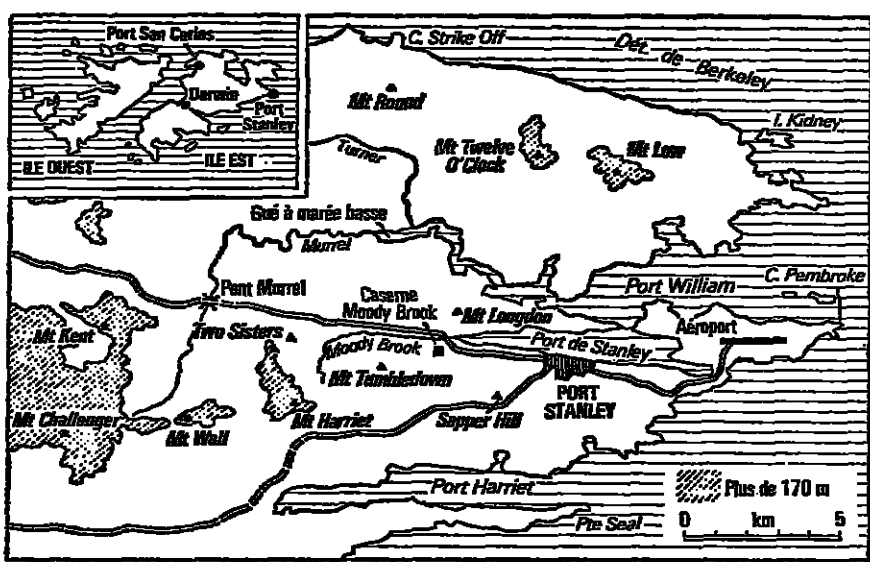 Port San Carlos
Darwin
Port
Stanley
ILE OUEST
ILE EST
C. Strike Off
Dét. de Berkeley
Mt Round
I. Kidney
Mt Twelve
O'Clock
Mt Low
Turner
Gué à marée basse
Murrel
Port William
C. Pembroke
Pont Murrel
Caserne
Moody Brook
Mt Longdon
Aéroport
Mt Kent
Two Sisters
Moody Brook
Port de Stanley
Mt Tumbledown
PORT
STANLEY
Mt Challenger
Mt Wall
Mt Harriet
Sapper Hill
Port Harriet
Plus de 170 m
0 km 5
Pte Seal